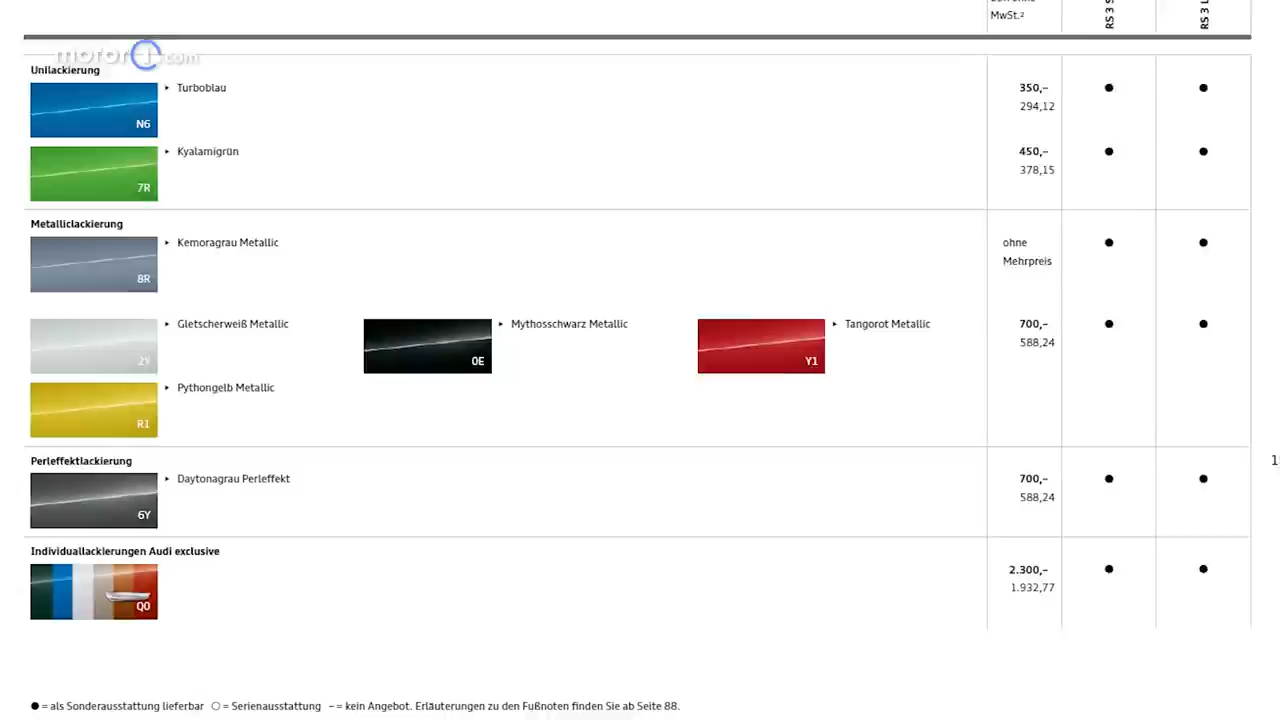 MwSt.²
RS 3
RS 3
motor1.com
Unilackierung
N6
Turboblau
350,–
294,12
●
●
7R
Kyalamigrün
450,–
378,15
●
●
Metalliclackierung
8R
Kemoragrau Metallic
ohne
Mehrpreis
●
●
2Y
Gletscherweiß Metallic
0E
Mythosschwarz Metallic
Y1
Tangorot Metallic
700,–
588,24
●
●
R1
Pythongelb Metallic
Perleffektlackierung
6Y
Daytonagrau Perleffekt
700,–
588,24
●
●
Individuallackierungen Audi exclusive
Q0
2.300,–
1.932,77
●
●
● = als Sonderausstattung lieferbar ○ = Serienausstattung – = kein Angebot. Erläuterungen zu den Fußnoten finden Sie ab Seite 88.